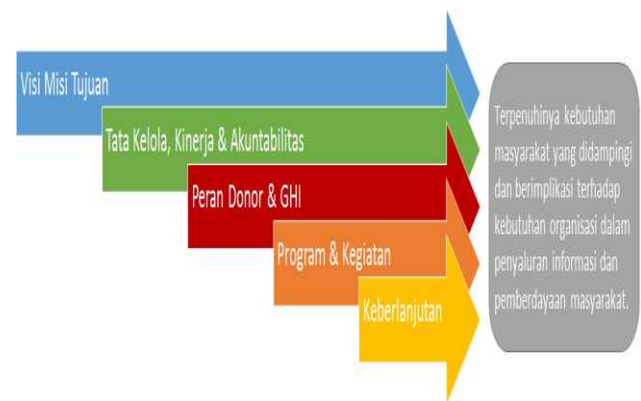 Visi Misi Tujuan
Tata Kelola, Kinerja & Akuntabilitas
Peran Donor & GHI
Program & Kegiatan
Keberlanjutan
Terpenuhinya kebutuhan
masyarakat yang didampingi
dan berimplikasi terhadap
kebutuhan organisasi dalam
penyaluran informasi dan
pemberdayaan masyarakat.